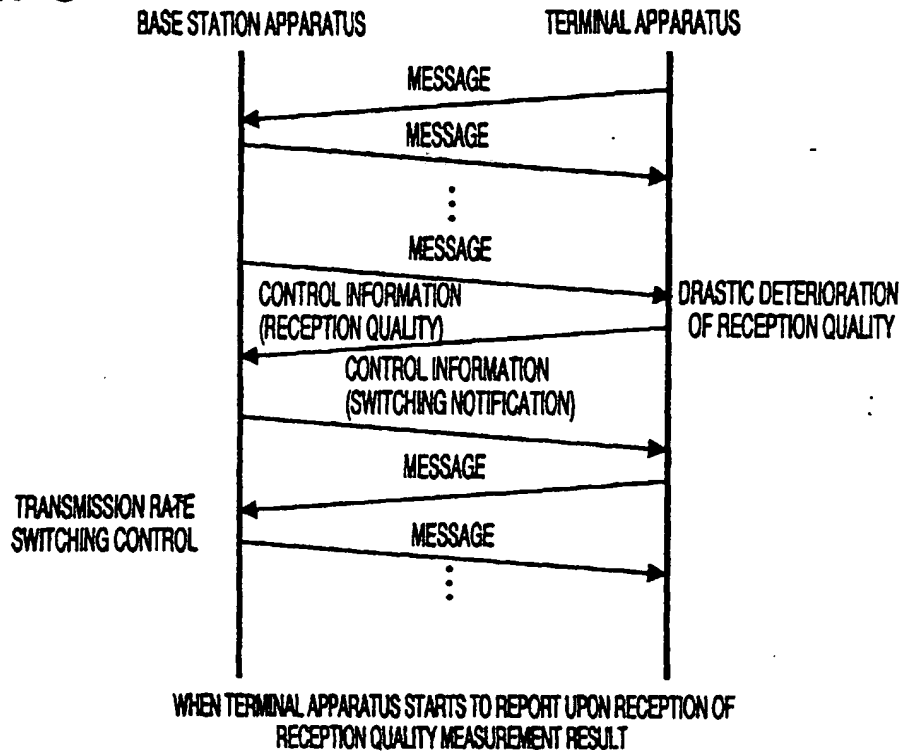 BASE STATION APPARATUS
TERMINAL APPARATUS
MESSAGE
MESSAGE
MESSAGE
CONTROL INFORMATION
(RECEPTION QUALITY)
DRASTIC DETERIORATION
OF RECEPTION QUALITY
CONTROL INFORMATION
(SWITCHING NOTIFICATION)
MESSAGE
TRANSMISSION RATE
SWITCHING CONTROL
MESSAGE
WHEN TERMINAL APPARATUS STARTS TO REPORT UPON RECEPTION OF
RECEPTION QUALITY MEASUREMENT RESULT